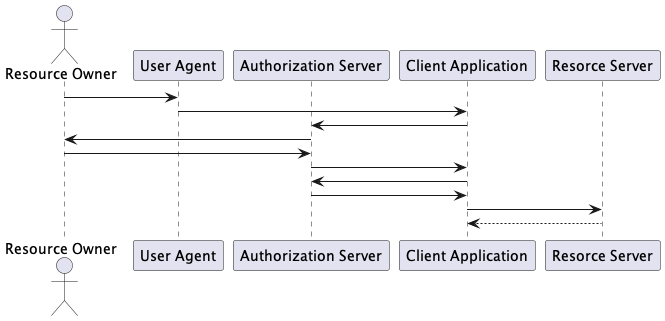 Resource Owner
User Agent
Authorization Server
Client Application
Resorce Server
Resource Owner
User Agent
Authorization Server
Client Application
Resorce Server